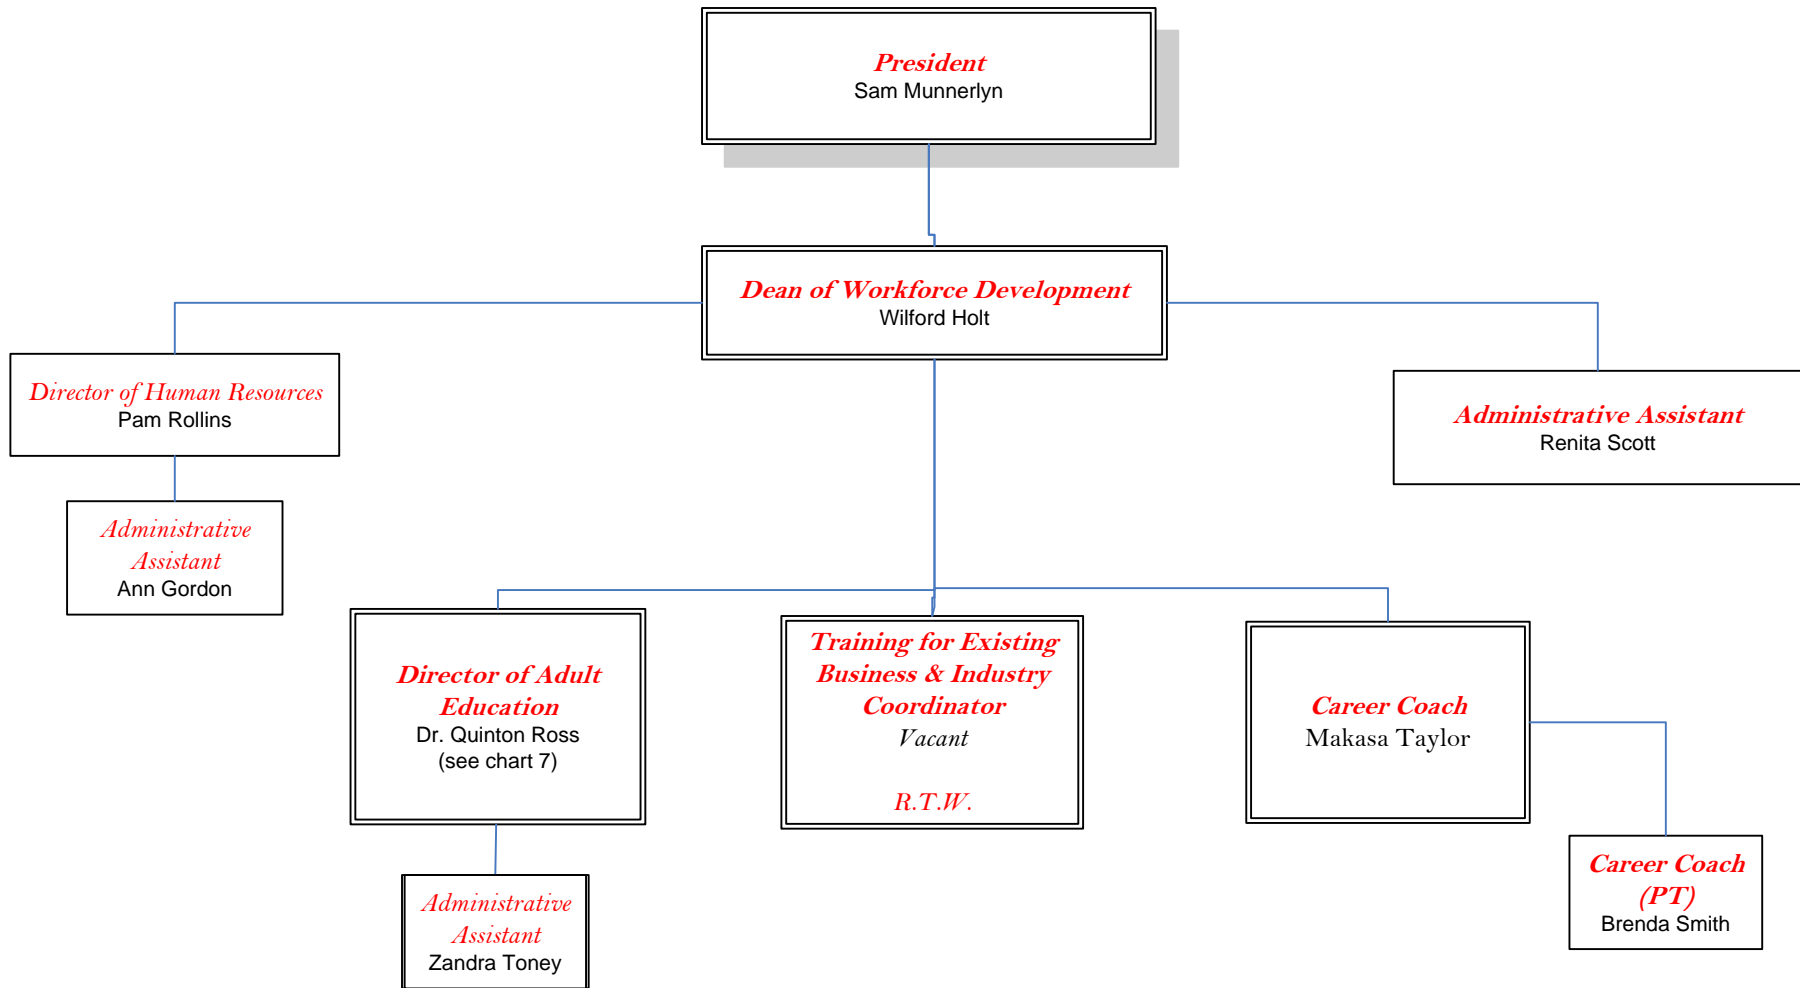 President
Sam Munnerlyn
Dean of Workforce Development
Wilford Holt
Director of Human Resources
Pam Rollins
Administrative Assistant
Renita Scott
Administrative
Assistant
Ann Gordon
Director of Adult
Education
Dr. Quinton Ross
(see chart 7)
Training for Existing
Business & Industry
Coordinator
Vacant
R.T.W.
Career Coach
Makasa Taylor
Administrative
Assistant
Zandra Toney
Career Coach
(PT)
Brenda Smith